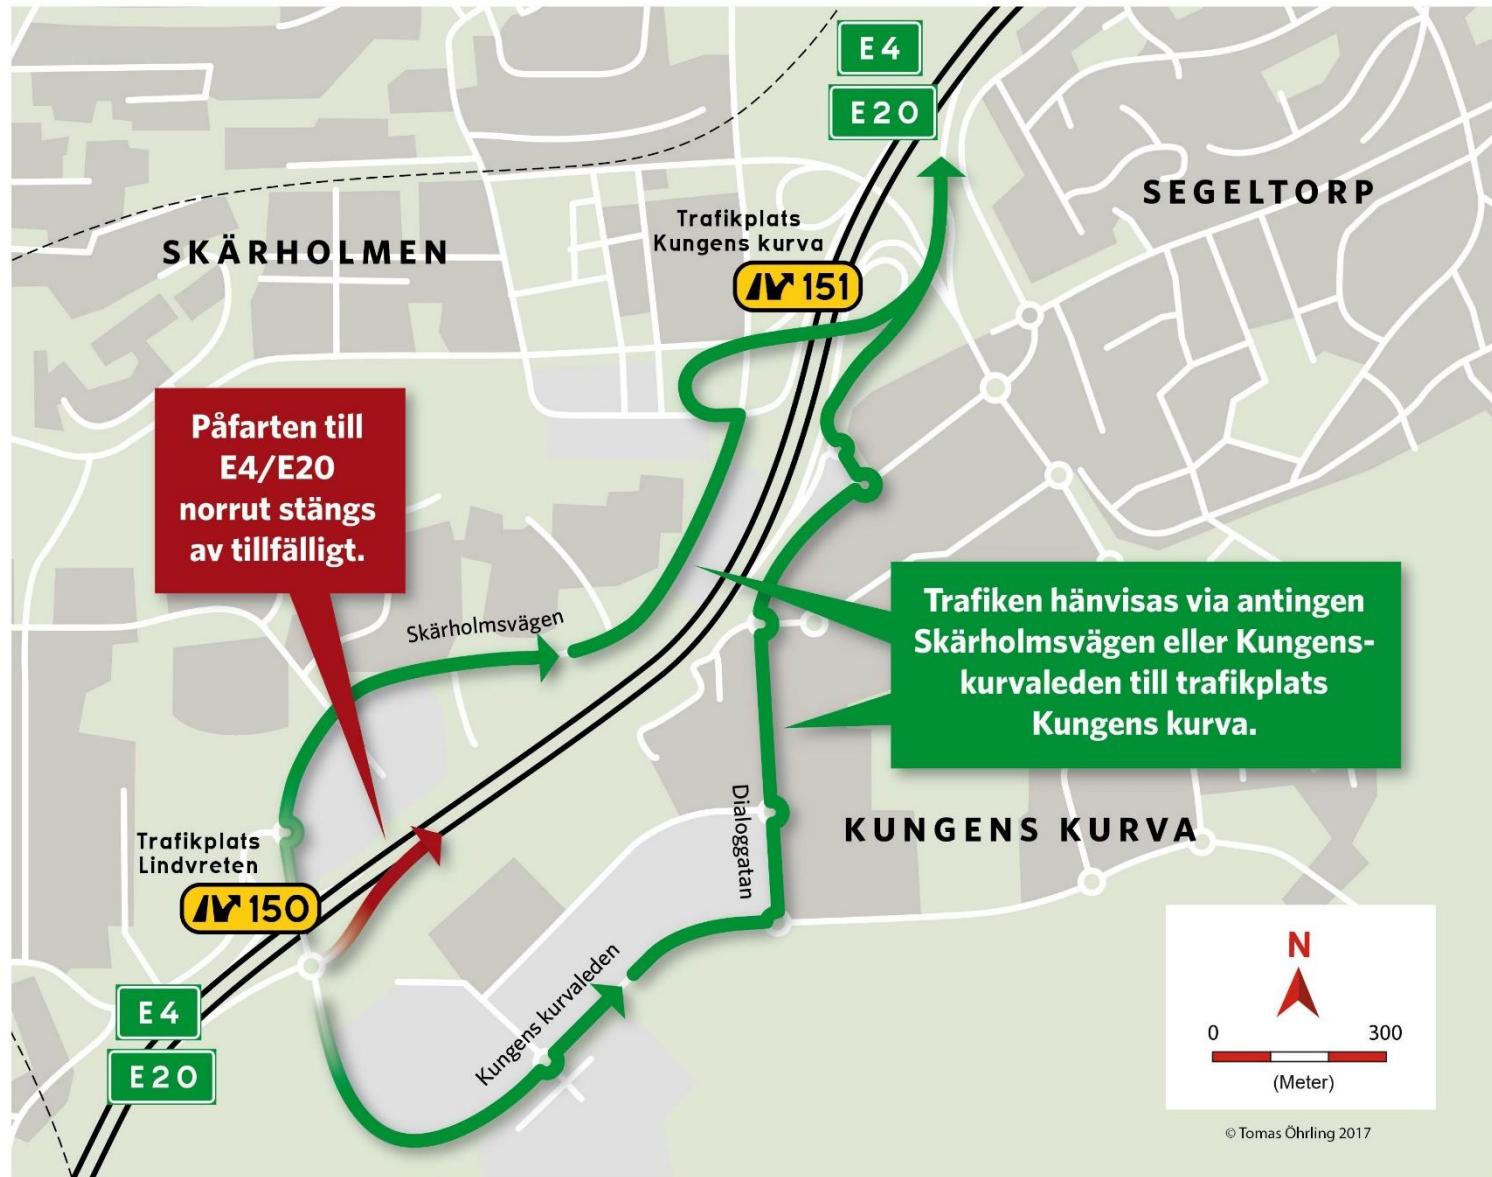 E4
E20
SEGELTORP
Trafikplats
Kungens kurva
151
SKÄRHOLMEN
Påfarten till
E4/E20
norrut stängs
av tillfälligt.
Skärholmsvägen
Trafiken hänvisas via antingen
Skärholmsvägen eller Kungens-
kurvaleden till trafikplats
Kungens kurva.
Dialoggatan
KUNGENS KURVA
Trafikplats
Lindvreten
150
Kungens kurvaleden
E4
E20
N
0 300
(Meter)
© Tomas Öhrling 2017